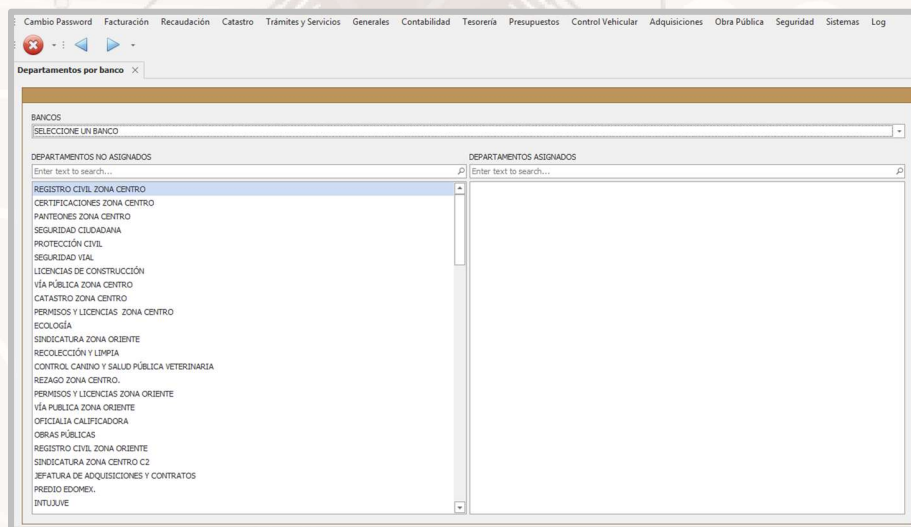 Cambio Password Facturación Recaudación Catastro Trámites y Servicios Generales Contabilidad Tesorería Presupuestos Control Vehicular Adquisiciones Obra Pública Seguridad Sistemas Log
Departamentos por banco
BANCOS
SELECCIONE UN BANCO
DEPARTAMENTOS NO ASIGNADOS
Enter text to search...
REGISTRO CIVIL ZONA CENTRO
CERTIFICACIONES ZONA CENTRO
PANTEONES ZONA CENTRO
SEGURIDAD CIUDADANA
PROTECCIÓN CIVIL
SEGURIDAD VIAL
LICENCIAS DE CONSTRUCCIÓN
VÍA PÚBLICA ZONA CENTRO
CATASTRO ZONA CENTRO
PERMISOS Y LICENCIAS ZONA CENTRO
ECOLOGÍA
SINDICATURA ZONA ORIENTE
RECOLECCIÓN Y LIMPIA
CONTROL CANINO Y SALUD PÚBLICA VETERINARIA
REZAGO ZONA CENTRO.
PERMISOS Y LICENCIAS ZONA ORIENTE
VÍA PUBLICA ZONA ORIENTE
OFICIALIA CALIFICADORA
OBRAS PÚBLICAS
REGISTRO CIVIL ZONA ORIENTE
SINDICATURA ZONA CENTRO C2
JEFATURA DE ADQUISICIONES Y CONTRATOS
PREDIO EDOMEX.
INTUJUVE
DEPARTAMENTOS ASIGNADOS
Enter text to search...